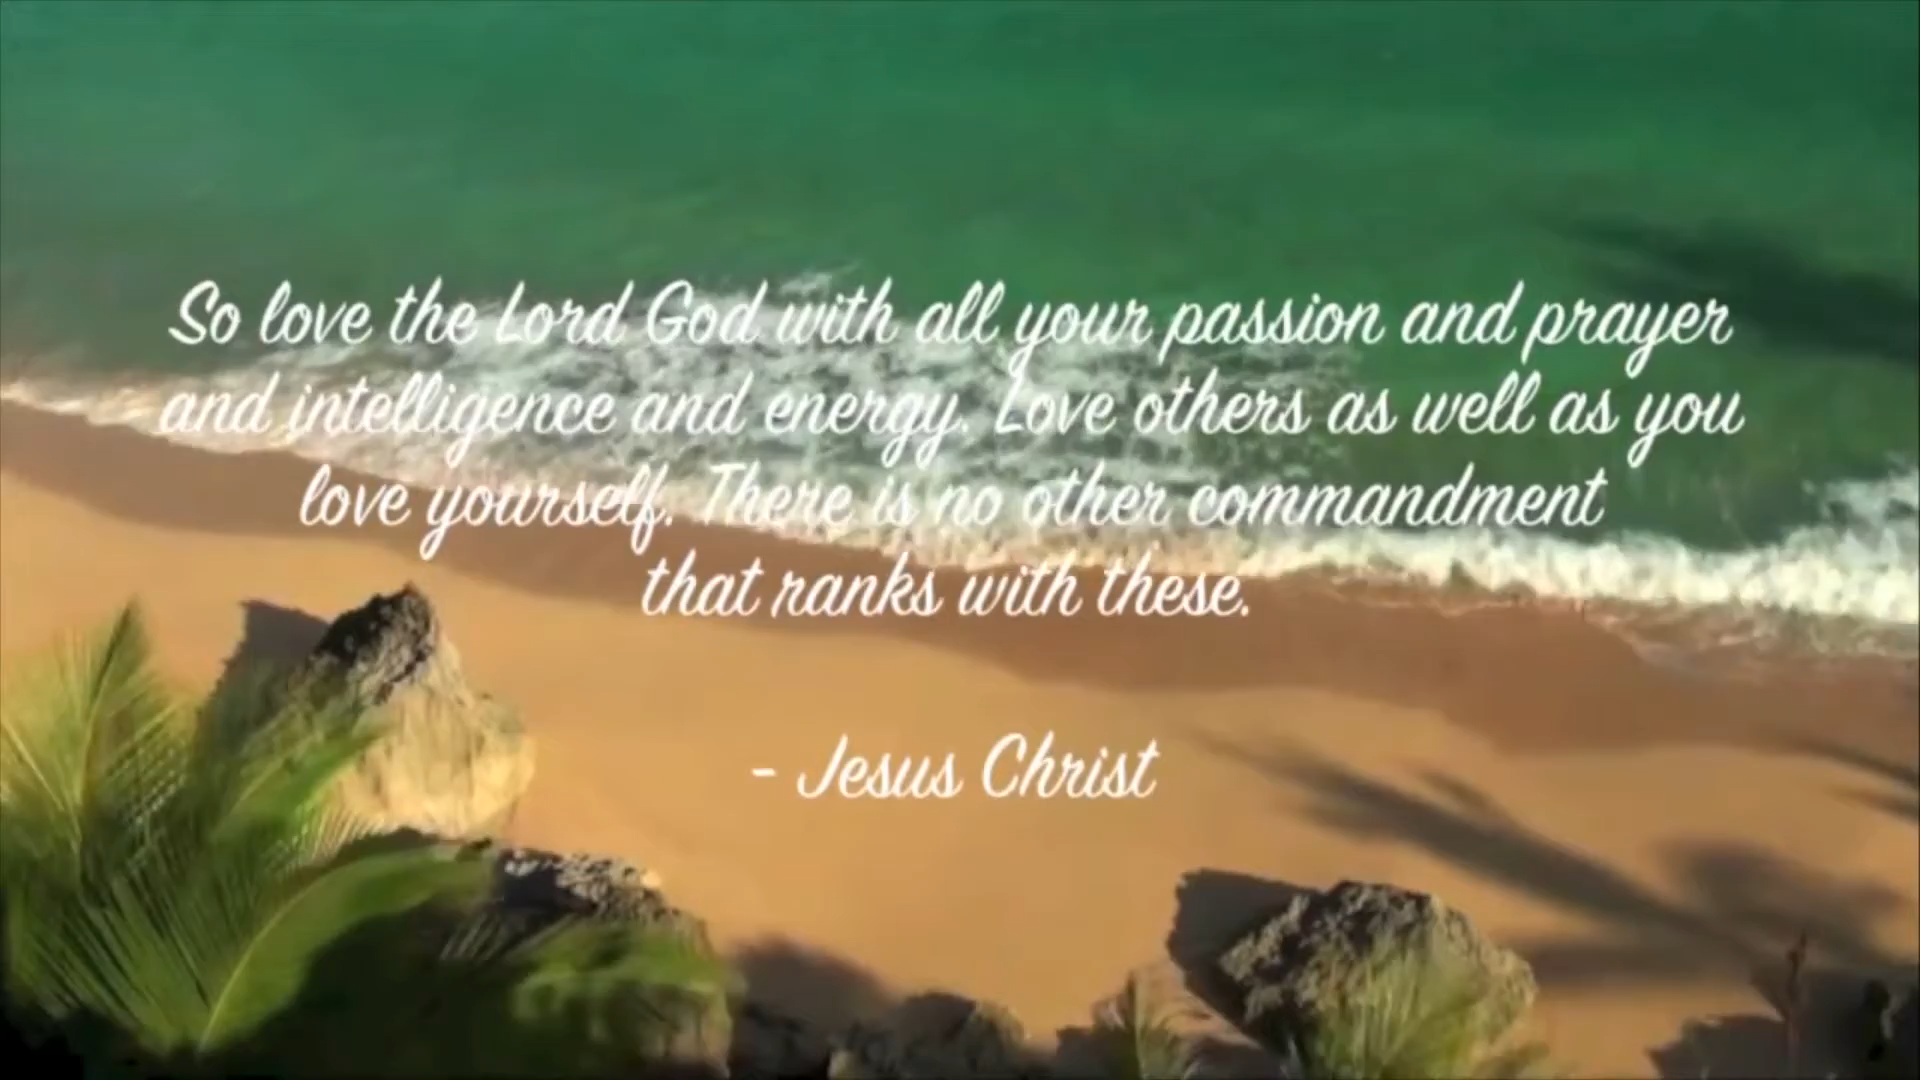 So love the Lord God with all your passion and prayer
and intelligence and energy. Love others as well as you
love yourself. There is no other commandment
that ranks with these.
- Jesus Christ